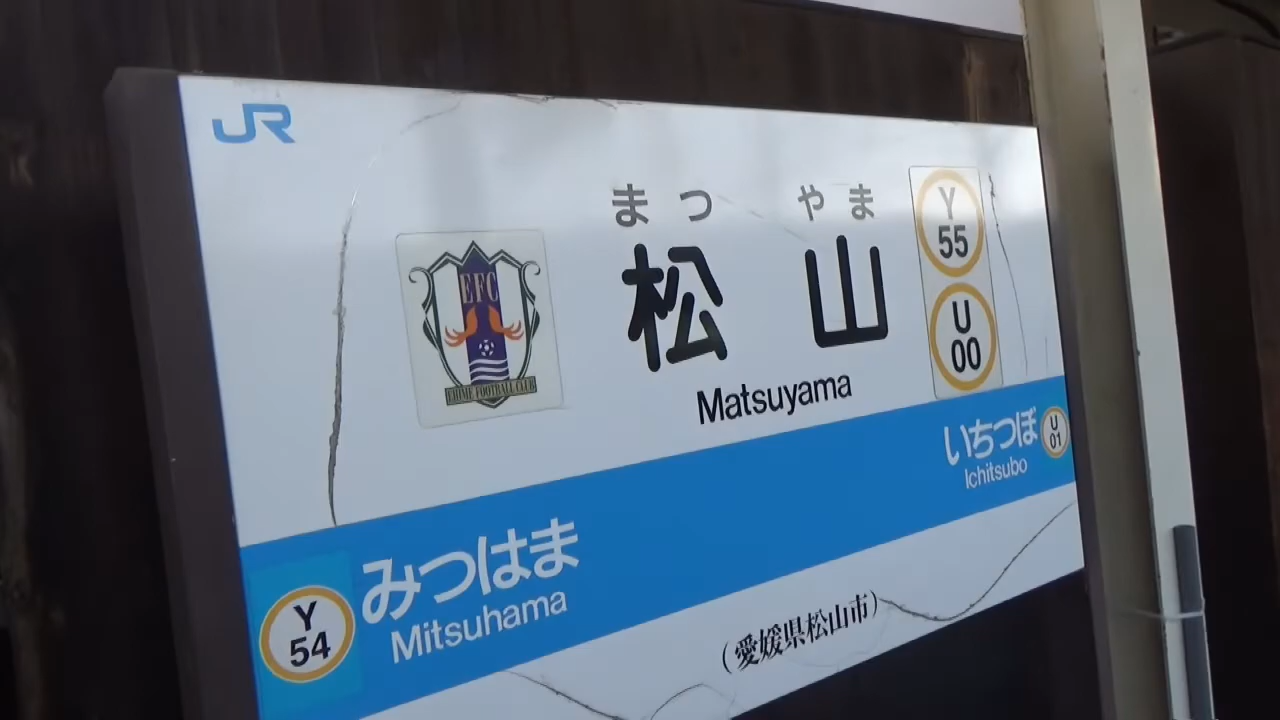 JR
まつ やま
松 山
Matsuyama
Y
55
U
00
EFC
EHIME FOOTBALL CLUB
いちつぼ
Ichitsubo
U
01
みつはま
Mitsuhama
Y
54
(愛媛県松山市)